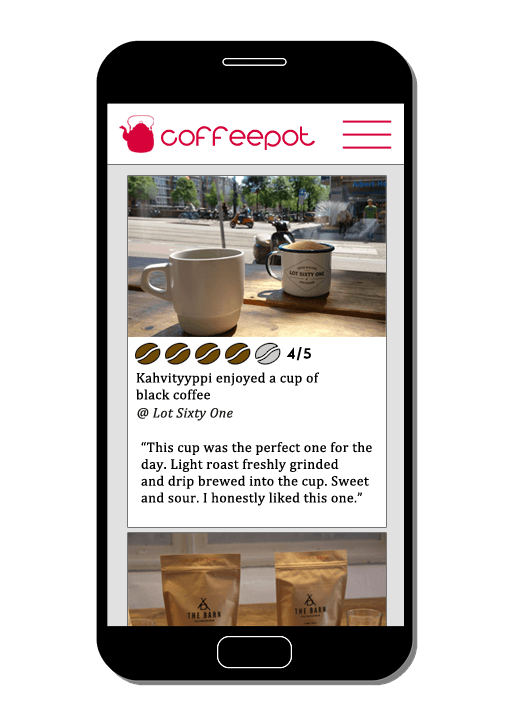 coffeepot
LOT SIXTY ONE
4/5
Kahvityyppi enjoyed a cup of
black coffee
@ Lot Sixty One
“This cup was the perfect one for the
day. Light roast freshly grinded
and drip brewed into the cup. Sweet
and sour. I honestly liked this one.”
THE BARN
THE BARN